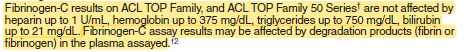 Fibrinogen-C results on ACL TOP Family, and ACL TOP Family 50 Series† are not affected by
heparin up to 1 U/mL, hemoglobin up to 375 mg/dL, triglycerides up to 750 mg/dL, bilirubin
up to 21 mg/dL. Fibrinogen-C assay results may be affected by degradation products (fibrin or
fibrinogen) in the plasma assayed.¹²